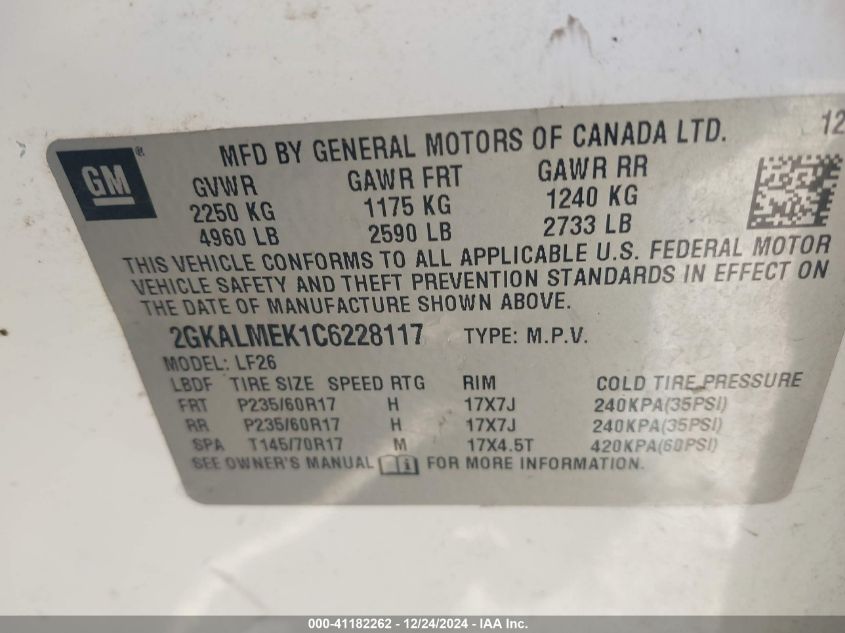 GM®
MFD BY GENERAL MOTORS OF CANADA LTD. 12
GVWR GAWR FRT GAWR RR
2250 KG 1175 KG 1240 KG
4960 LB 2590 LB 2733 LB
THIS VEHICLE CONFORMS TO ALL APPLICABLE U.S. FEDERAL MOTOR
VEHICLE SAFETY AND THEFT PREVENTION STANDARDS IN EFFECT ON
THE DATE OF MANUFACTURE SHOWN ABOVE.
2GKALMEK1C6228117 TYPE: M.P.V.
MODEL: LF26
LBDF TIRE SIZE SPEED RTG RIM COLD TIRE PRESSURE
FRT P235/60R17 H 17X7J 240KPA(35PSI)
RR P235/60R17 H 17X7J 240KPA(35PSI)
SPA T145/70R17 M 17X4.5T 420KPA(60PSI)
SEE OWNER'S MANUAL FOR MORE INFORMATION.
000-41182262 - 12/24/2024 - IAA Inc.